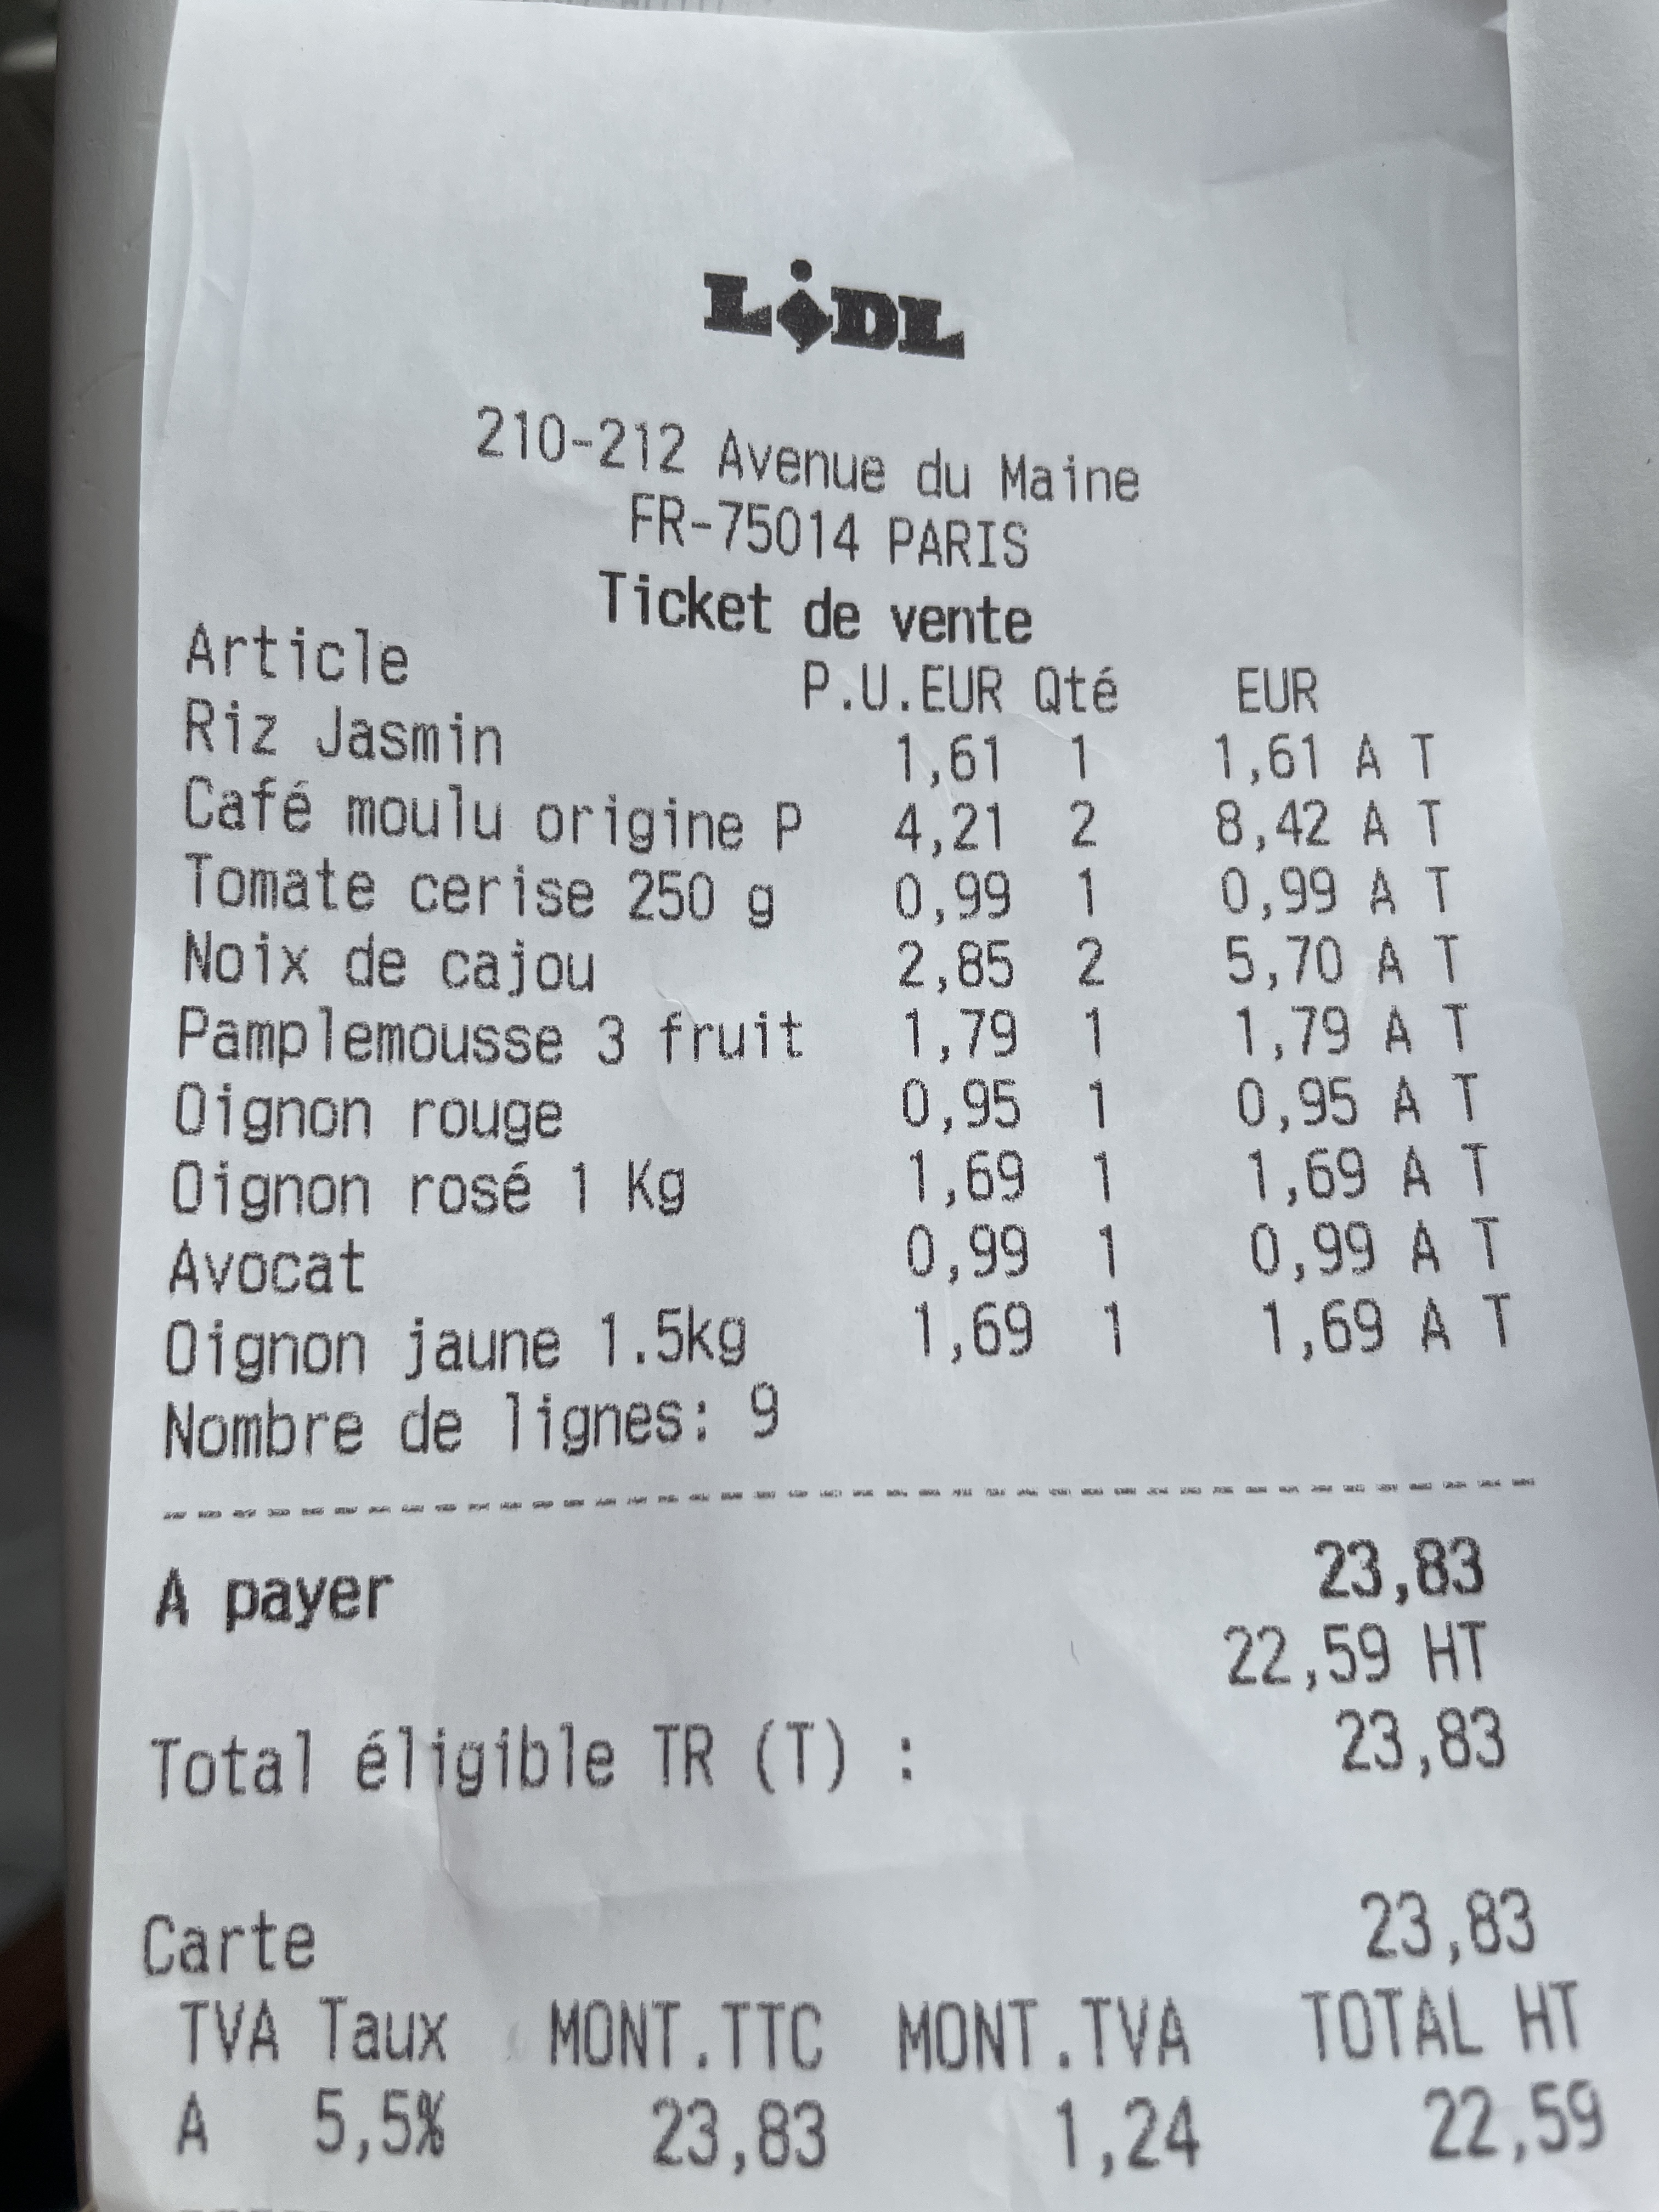 LIDL
210-212 Avenue du Maine
FR-75014 PARIS
Ticket de vente
Article P.U.EUR Qté EUR
Riz Jasmin 1,61 1 1,61 A T
Café moulu origine P 4,21 2 8,42 A T
Tomate cerise 250 g 0,99 1 0,99 A T
Noix de cajou 2,85 2 5,70 A T
Pamplemousse 3 fruit 1,79 1 1,79 A T
Oignon rouge 0,95 1 0,95 A T
Oignon rosé 1 Kg 1,69 1 1,69 A T
Avocat 0,99 1 0,99 A T
Oignon jaune 1.5kg 1,69 1 1,69 A T
Nombre de lignes: 9
A payer 23,83
22,59 HT
Total éligible TR (T) : 23,83
Carte 23,83
TVA Taux MONT.TTC MONT.TVA TOTAL HT
A 5,5% 23,83 1,24 22,59